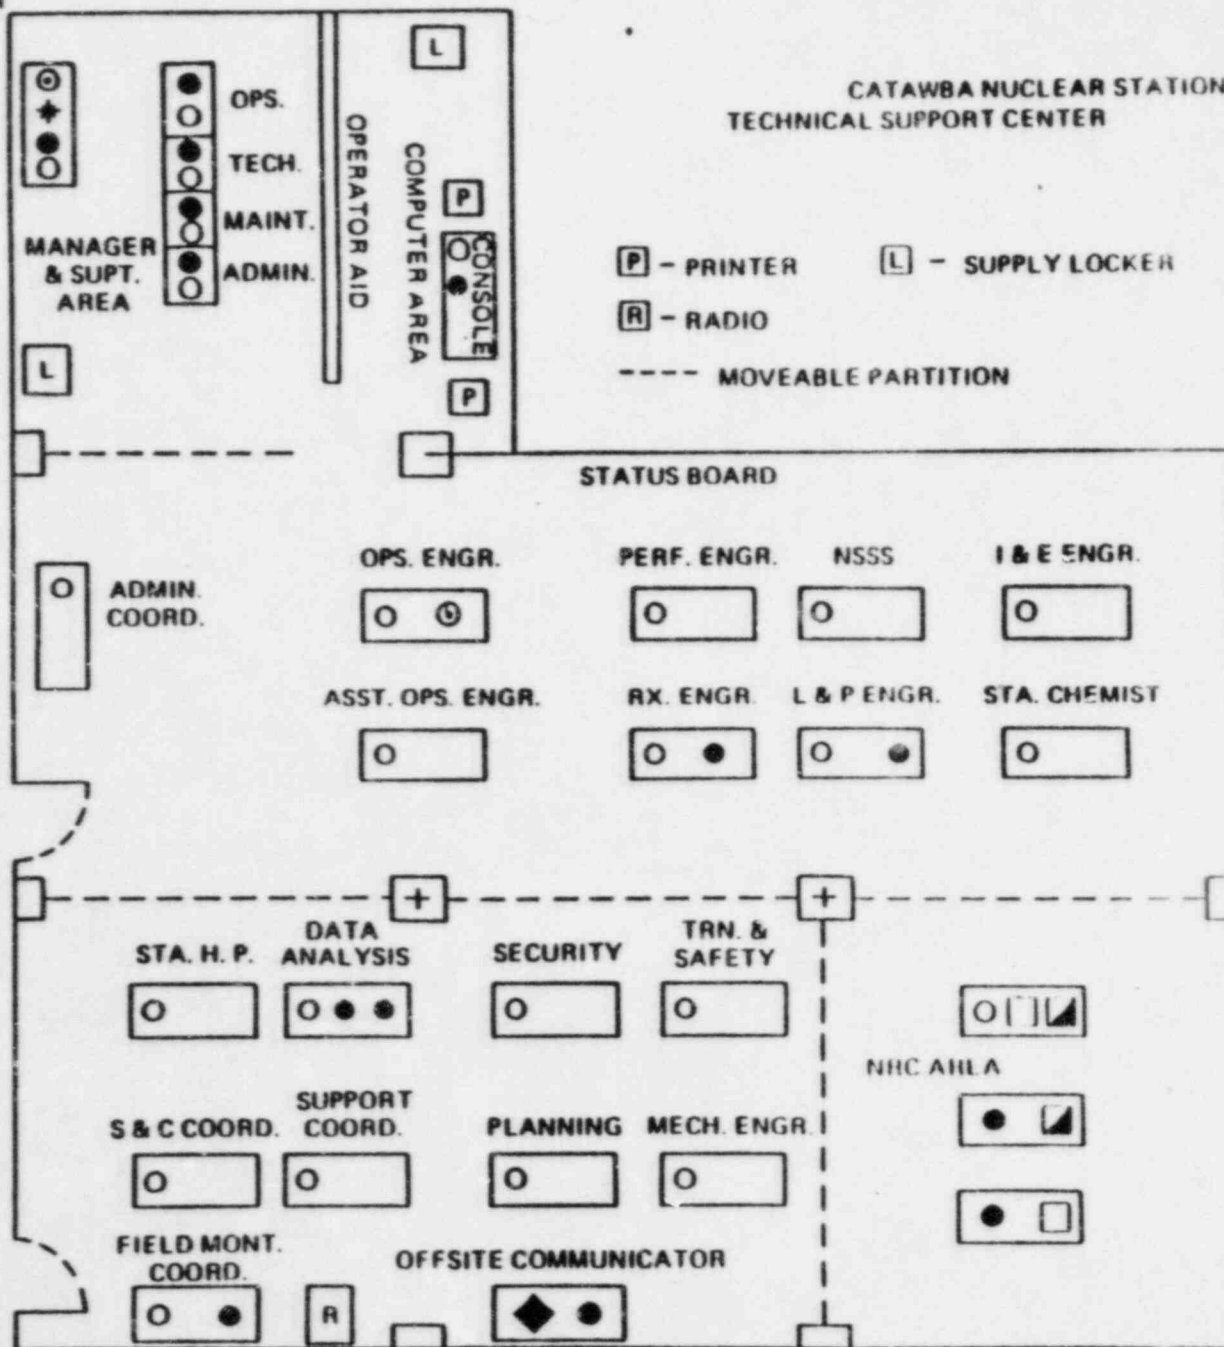 CATAWBA NUCLEAR STATION
TECHNICAL SUPPORT CENTER
L
OPS.
TECH.
MAINT.
ADMIN.
MANAGER
& SUPT.
AREA
L
OPERATOR AID
COMPUTER AREA
P
CONSOLE
P
P - PRINTER
L - SUPPLY LOCKER
R - RADIO
---- MOVEABLE PARTITION
STATUS BOARD
ADMIN.
COORD.
OPS. ENGR.
PERF. ENGR.
NSSS
I & E ENGR.
ASST. OPS. ENGR.
RX. ENGR.
L & P ENGR.
STA. CHEMIST
STA. H. P.
DATA
ANALYSIS
SECURITY
TRN. &
SAFETY
NRC AREA
S & C COORD.
SUPPORT
COORD.
PLANNING
MECH. ENGR.
FIELD MONT.
COORD.
R
OFFSITE COMMUNICATOR